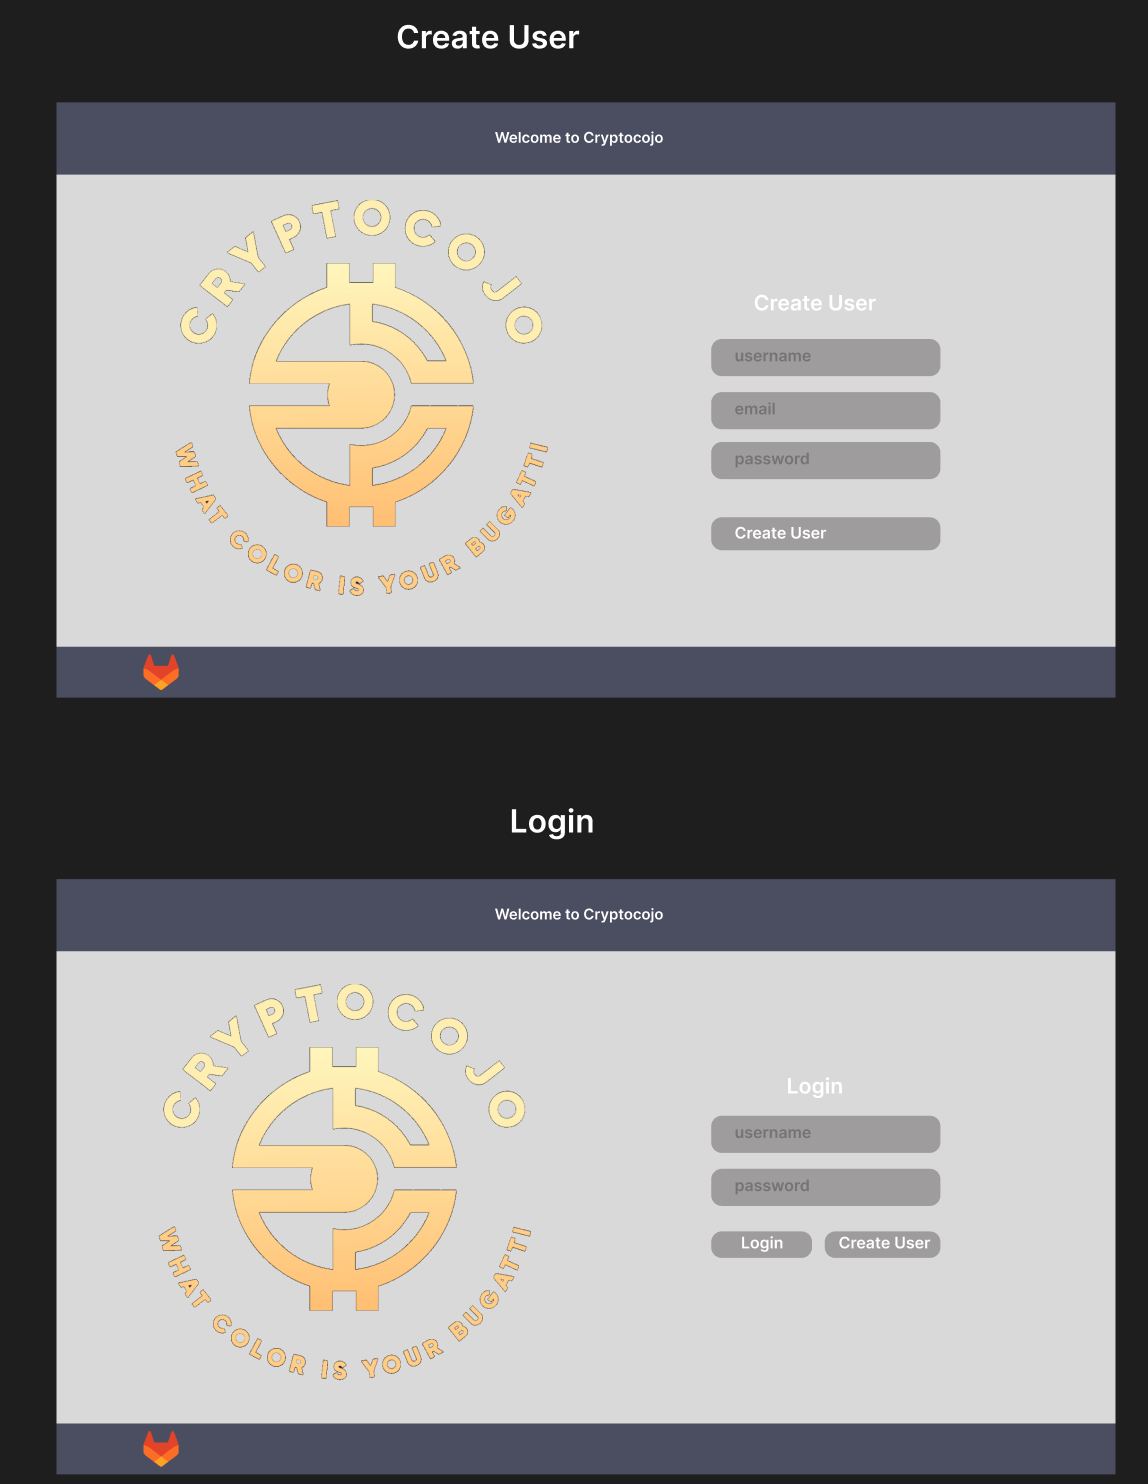 Create User
Welcome to Cryptocojo
CRYPTOCOJO
WHAT COLOR IS YOUR BUGATTI
Create User
username
email
password
Create User
Login
Welcome to Cryptocojo
CRYPTOCOJO
WHAT COLOR IS YOUR BUGATTI
Login
username
password
Login Create User